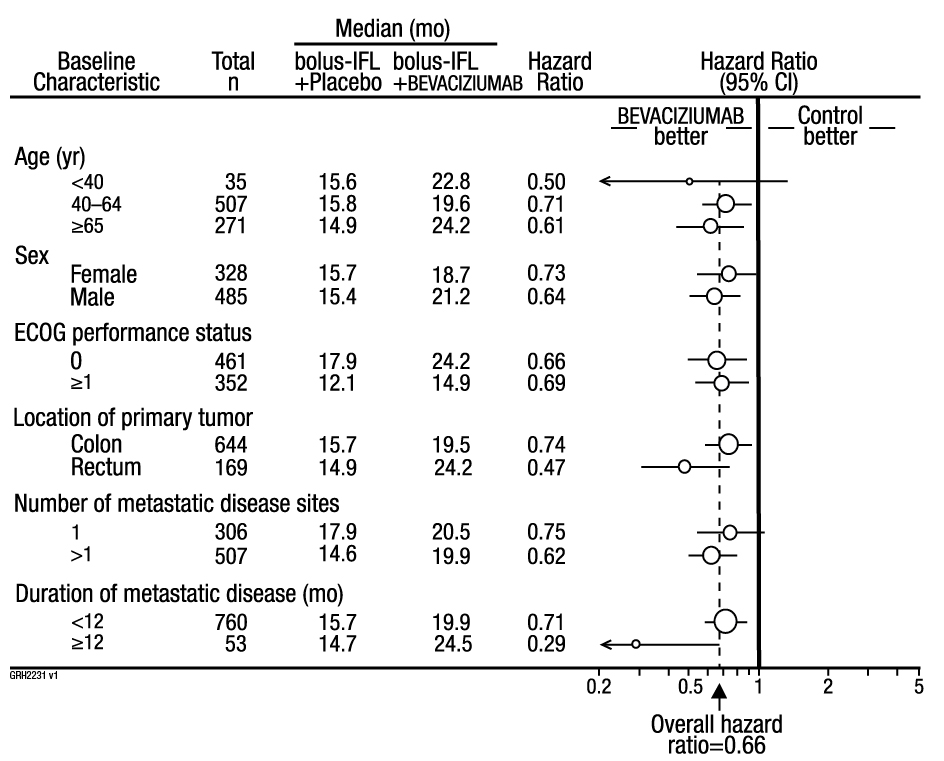 Median (mo)
Baseline Total bolus-IFL bolus-IFL Hazard Hazard Ratio
Characteristic n +Placebo +BEVACIZIUMAB Ratio (95% CI)
BEVACIZIUMAB Control
better better
Age (yr)
<40 35 15.6 22.8 0.50
40–64 507 15.8 19.6 0.71
≥65 271 14.9 24.2 0.61
Sex
Female 328 15.7 18.7 0.73
Male 485 15.4 21.2 0.64
ECOG performance status
0 461 17.9 24.2 0.66
≥1 352 12.1 14.9 0.69
Location of primary tumor
Colon 644 15.7 19.5 0.74
Rectum 169 14.9 24.2 0.47
Number of metastatic disease sites
1 306 17.9 20.5 0.75
>1 507 14.6 19.9 0.62
Duration of metastatic disease (mo)
<12 760 15.7 19.9 0.71
≥12 53 14.7 24.5 0.29
GRH2231 v1
0.2 0.5 1 2 5
Overall hazard
ratio=0.66